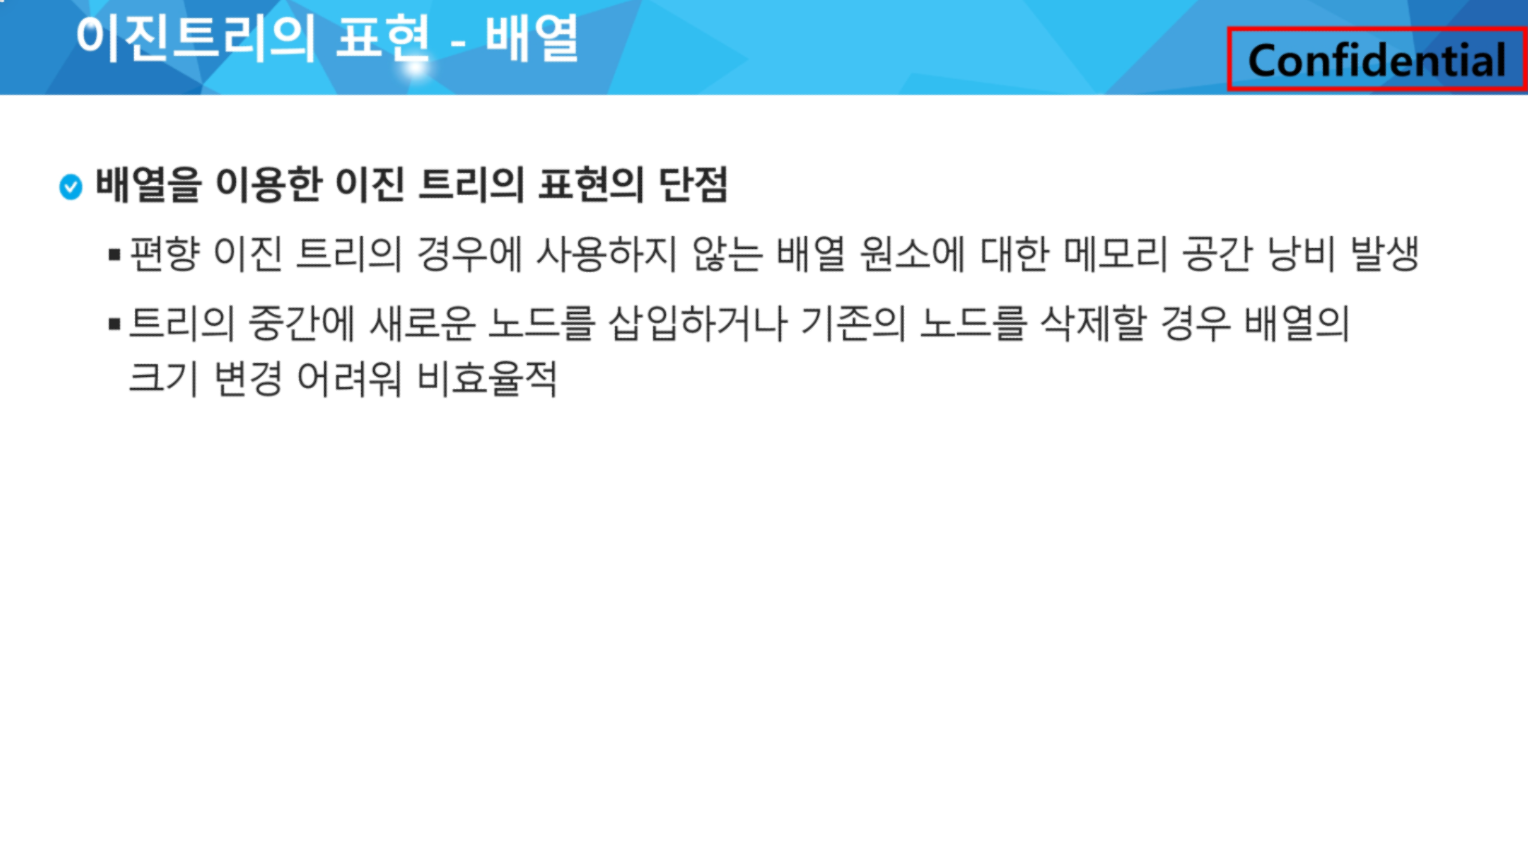 이진트리의 표현 - 배열
Confidential
배열을 이용한 이진 트리의 표현의 단점
▪ 편향 이진 트리의 경우에 사용하지 않는 배열 원소에 대한 메모리 공간 낭비 발생
▪ 트리의 중간에 새로운 노드를 삽입하거나 기존의 노드를 삭제할 경우 배열의
크기 변경 어려워 비효율적